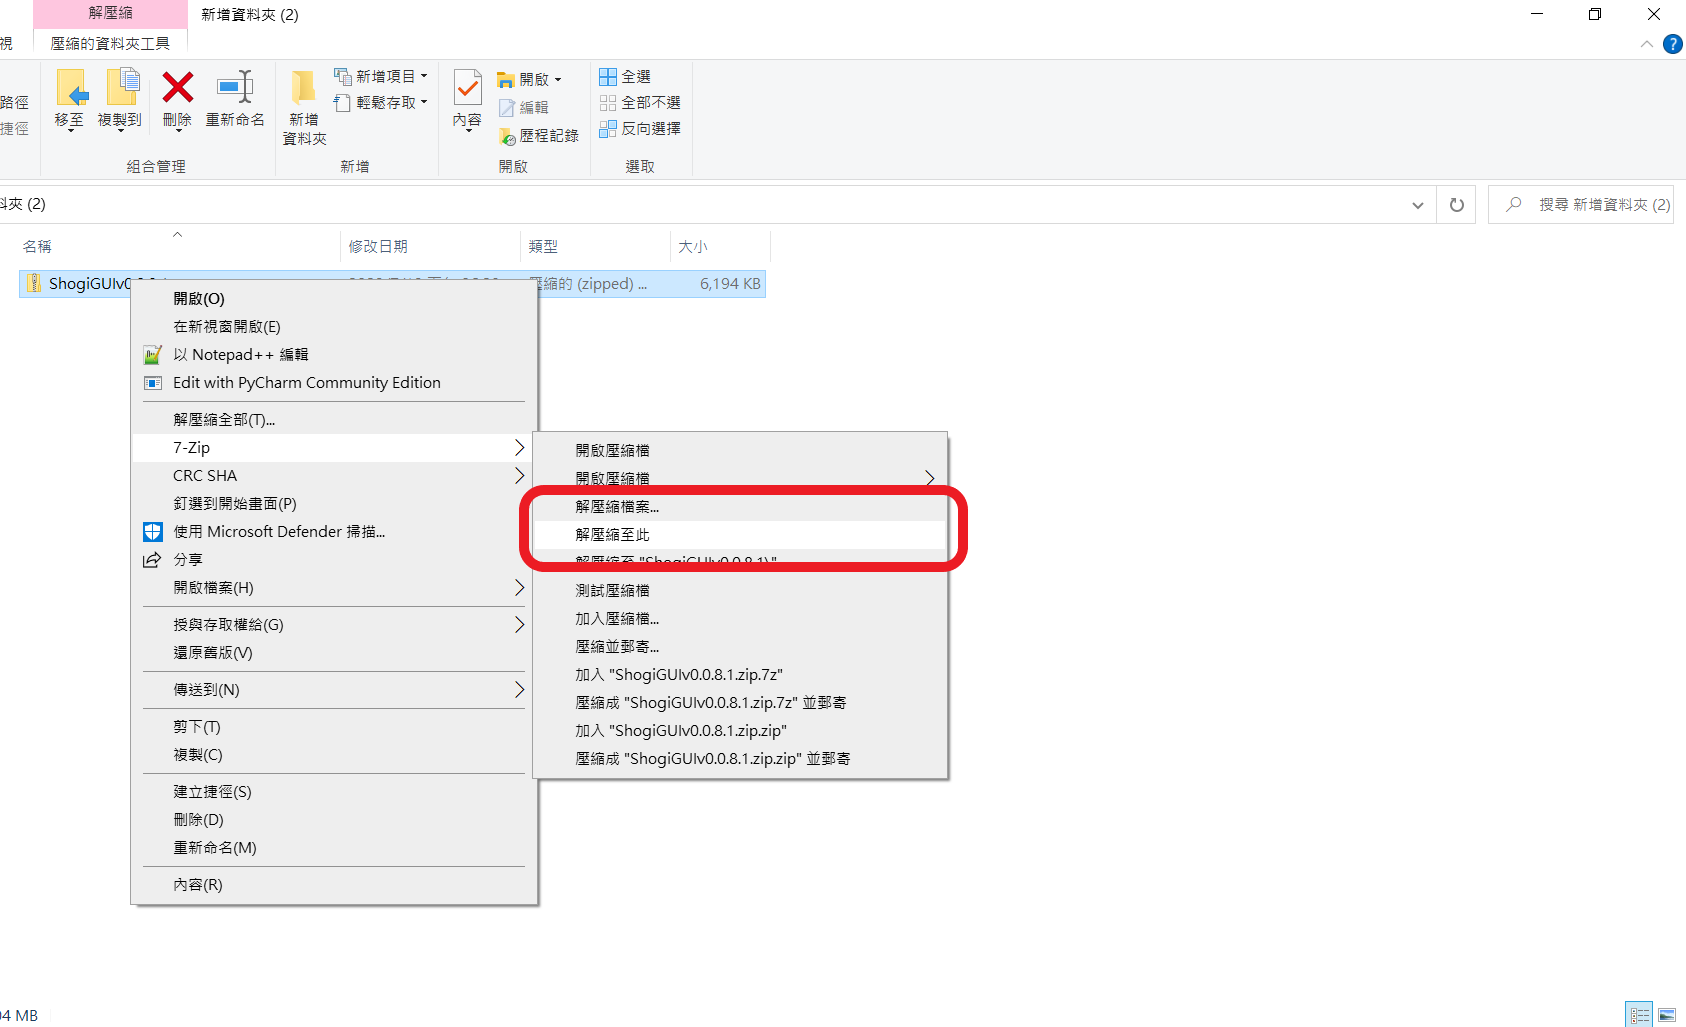 解壓縮
新增資料夾 (2)
視
壓縮的資料夾工具
路徑
捷徑
移至
複製到
刪除
重新命名
組合管理
新增
資料夾
新增項目
輕鬆存取
新增
內容
開啟
編輯
歷程記錄
開啟
全選
全部不選
反向選擇
選取
料夾 (2)
搜尋 新增資料夾 (2)
名稱
修改日期
類型
大小
ShogiGUIv0
壓縮的 (zipped) ...
6,194 KB
開啟(O)
在新視窗開啟(E)
以 Notepad++ 編輯
Edit with PyCharm Community Edition
解壓縮全部(T)...
7-Zip
CRC SHA
釘選到開始畫面(P)
使用 Microsoft Defender 掃描...
分享
開啟檔案(H)
授與存取權給(G)
還原舊版(V)
傳送到(N)
剪下(T)
複製(C)
建立捷徑(S)
刪除(D)
重新命名(M)
內容(R)
開啟壓縮檔
開啟壓縮檔
解壓縮檔案...
解壓縮至此
解壓縮至 "ShogiGUIv0.0.8.1\"
測試壓縮檔
加入壓縮檔...
壓縮並郵寄...
加入 "ShogiGUIv0.0.8.1.zip.7z"
壓縮成 "ShogiGUIv0.0.8.1.zip.7z" 並郵寄
加入 "ShogiGUIv0.0.8.1.zip.zip"
壓縮成 "ShogiGUIv0.0.8.1.zip.zip" 並郵寄
4 MB